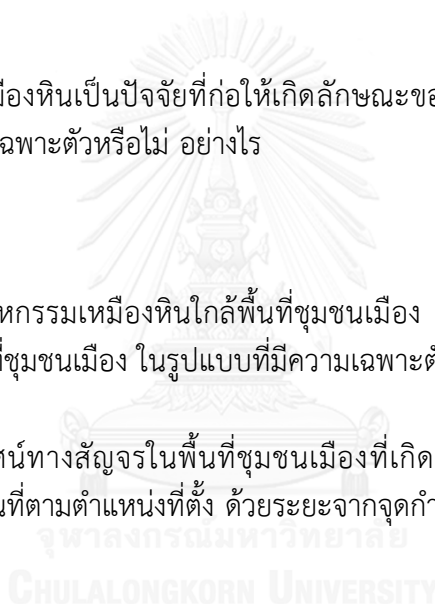 มืองหินเป็นปัจจัยที่ก่อให้เกิดลักษณะขอ
ฉพาะตัวหรือไม่ อย่างไร
หกรรมเหมืองหินใกล้พื้นที่ชุมชนเมือง
ที่ชุมชนเมือง ในรูปแบบที่มีความเฉพาะตั
ศน์ทางสัญจรในพื้นที่ชุมชนเมืองที่เกิด
นที่ตามตำแหน่งที่ตั้ง ด้วยระยะจากจุดกำ
จุฬาลงกรณ์มหาวิทยาลัย
CHULALONGKORN UNIVERSITY